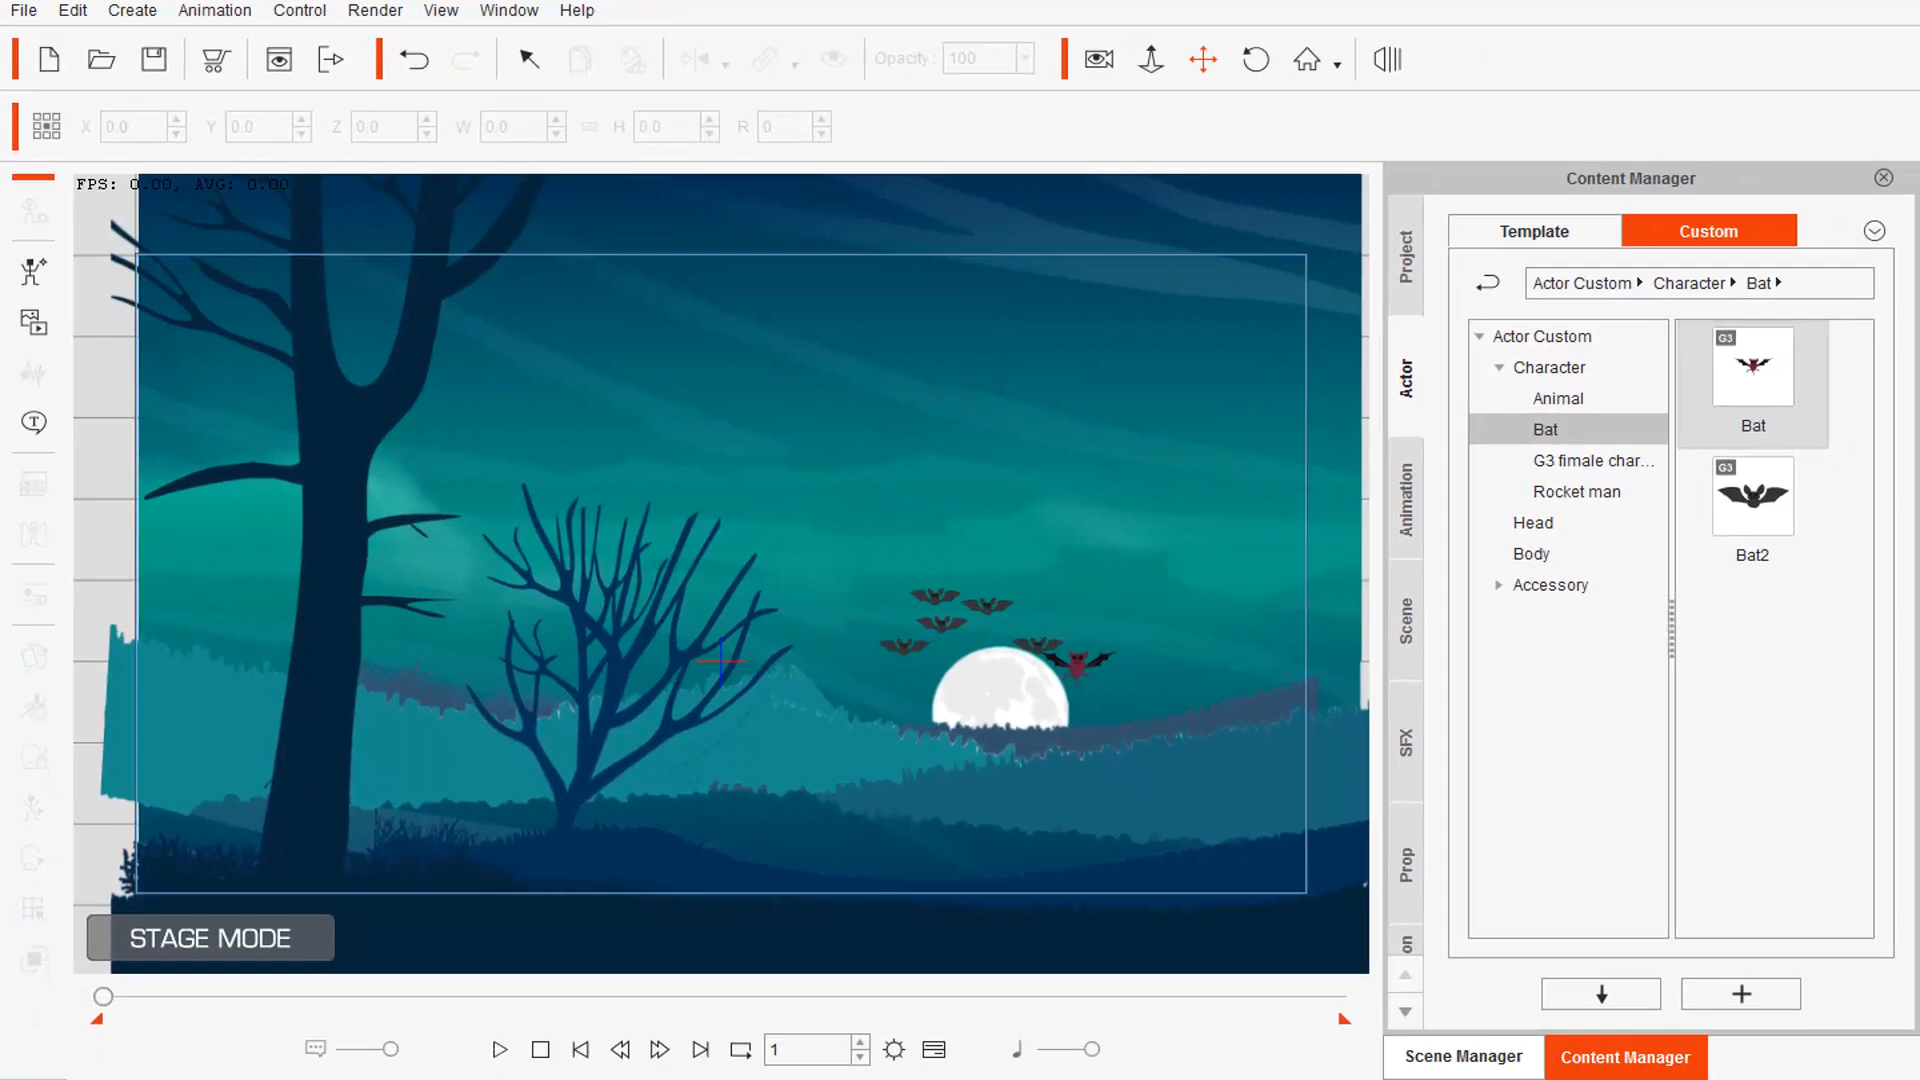 File Edit Create Animation Control Render View Window Help
Opacity : 100
X 0.0 Y 0.0 Z 0.0 W 0.0 H 0.0 R 0
FPS: 0.00, AVG: 0.00
Content Manager
Template Custom
Actor Custom Character Bat
Project
Actor
Animation
Scene
SFX
Prop
on
Actor Custom
Character
Animal
Bat
G3 fimale char...
Rocket man
Head
Body
Accessory
G3
Bat
G3
Bat2
STAGE MODE
1
Scene Manager Content Manager